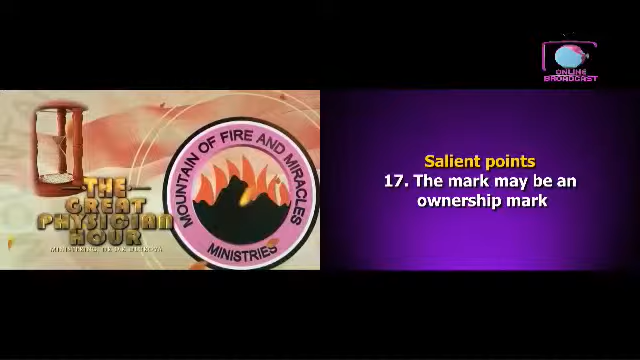 ONLINE
BROADCAST
THE
GREAT
PHYSICIAN
HOUR
MOUNTAIN OF FIRE AND MIRACLES
MINISTRIES
Salient points
17. The mark may be an
ownership mark